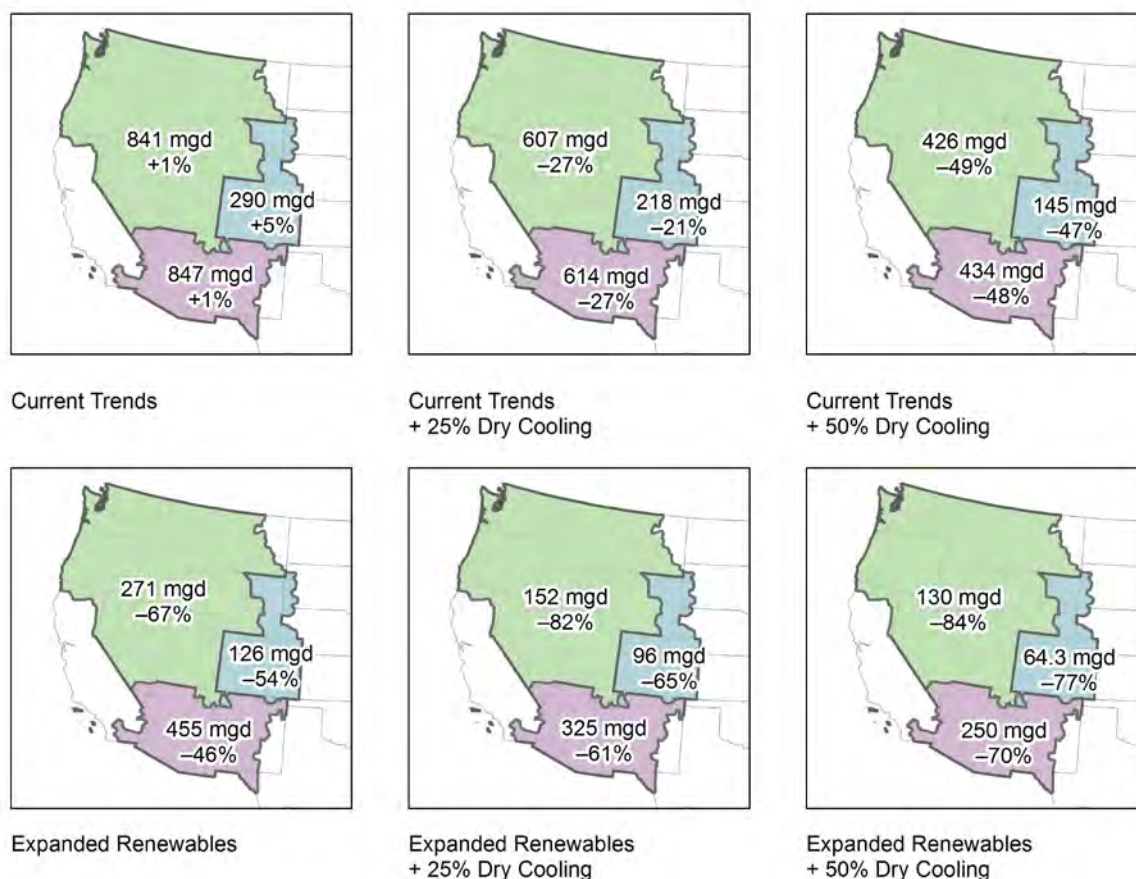 841 mgd
+1%
290 mgd
+5%
847 mgd
+1%
Current Trends
607 mgd
–27%
218 mgd
–21%
614 mgd
–27%
Current Trends
+ 25% Dry Cooling
426 mgd
–49%
145 mgd
–47%
434 mgd
–48%
Current Trends
+ 50% Dry Cooling
271 mgd
–67%
126 mgd
–54%
455 mgd
–46%
Expanded Renewables
152 mgd
–82%
96 mgd
–65%
325 mgd
–61%
Expanded Renewables
+ 25% Dry Cooling
130 mgd
–84%
64.3 mgd
–77%
250 mgd
–70%
Expanded Renewables
+ 50% Dry Cooling